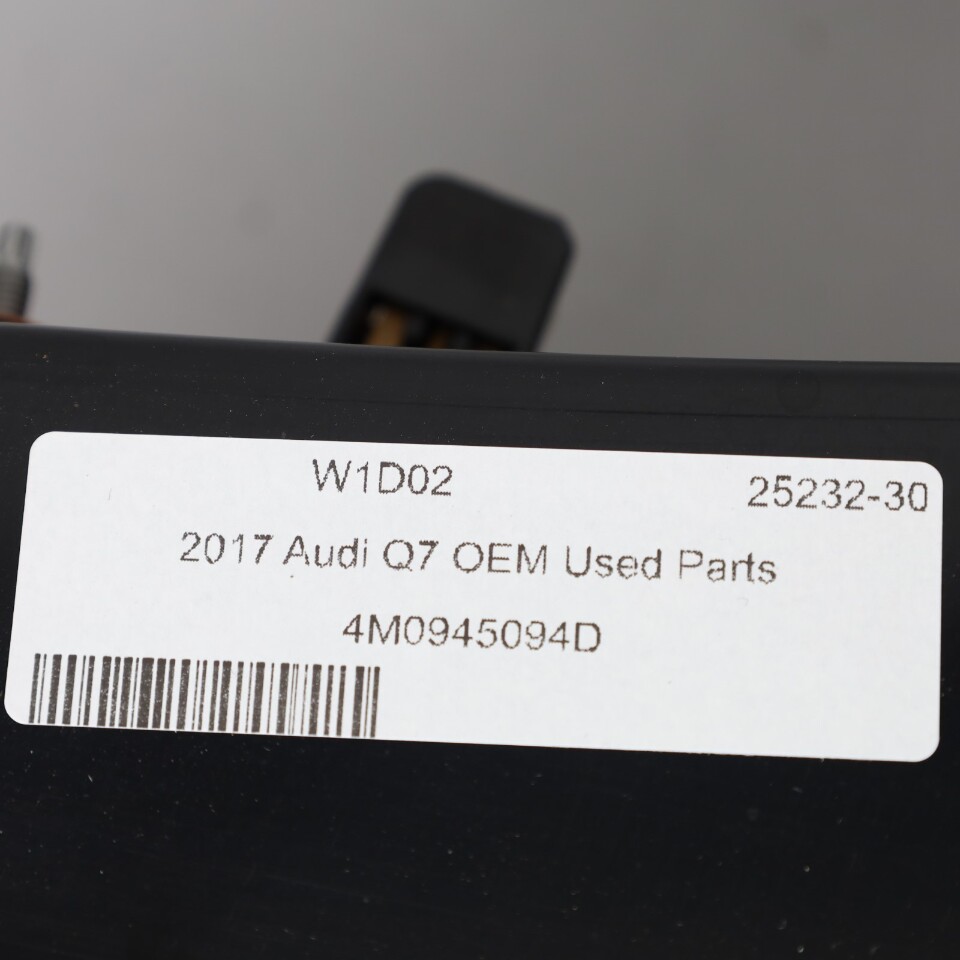 W1D02 25232-30
2017 Audi Q7 OEM Used Parts
4M0945094D